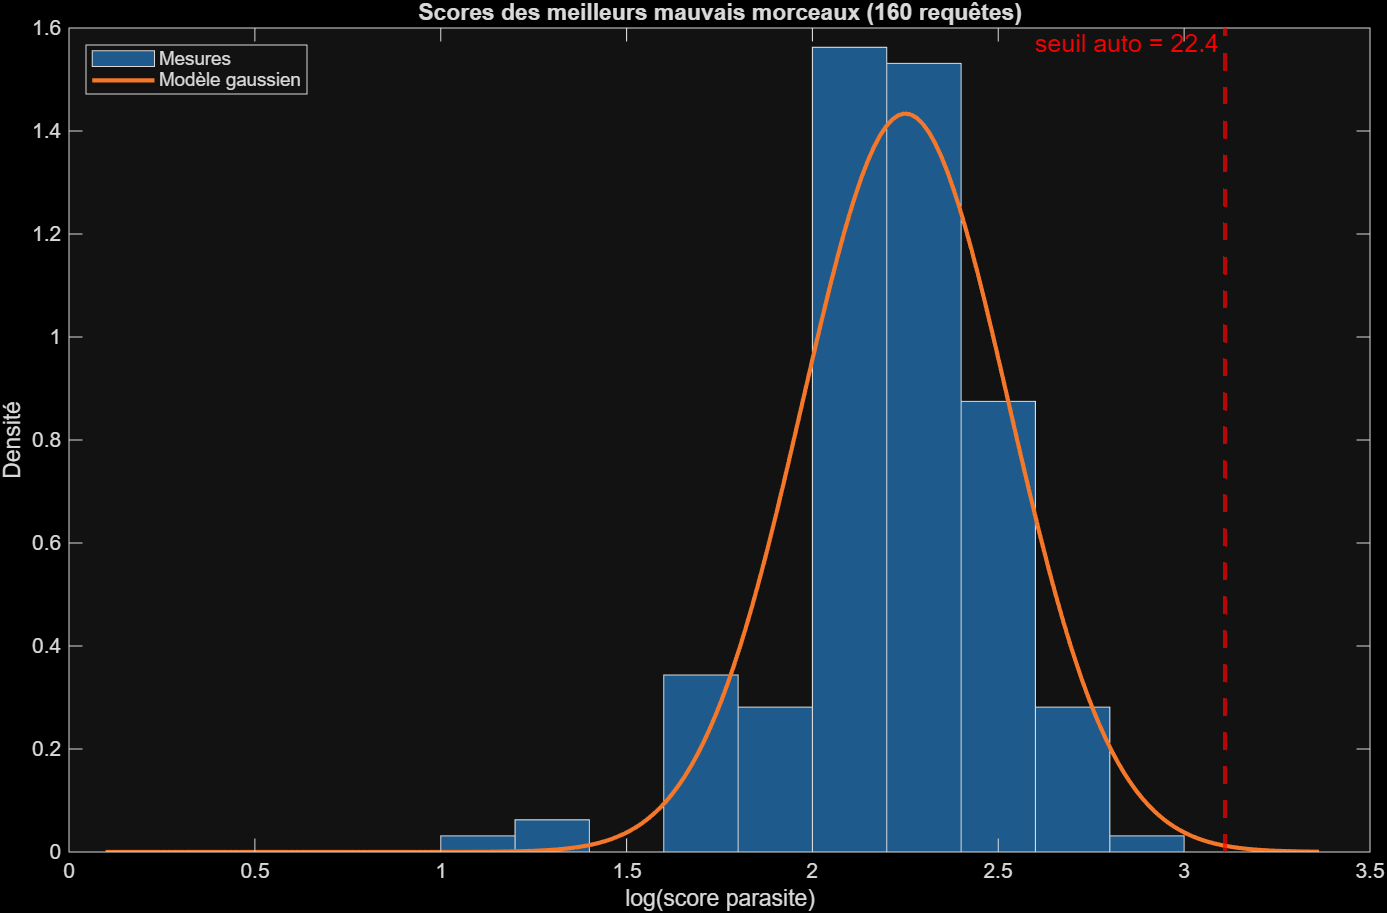 Scores des meilleurs mauvais morceaux (160 requêtes)
seuil auto = 22.4
Mesures
Modèle gaussien
1.6
1.4
1.2
1
0.8
0.6
0.4
0.2
0
Densité
0 0.5 1 1.5 2 2.5 3 3.5
log(score parasite)